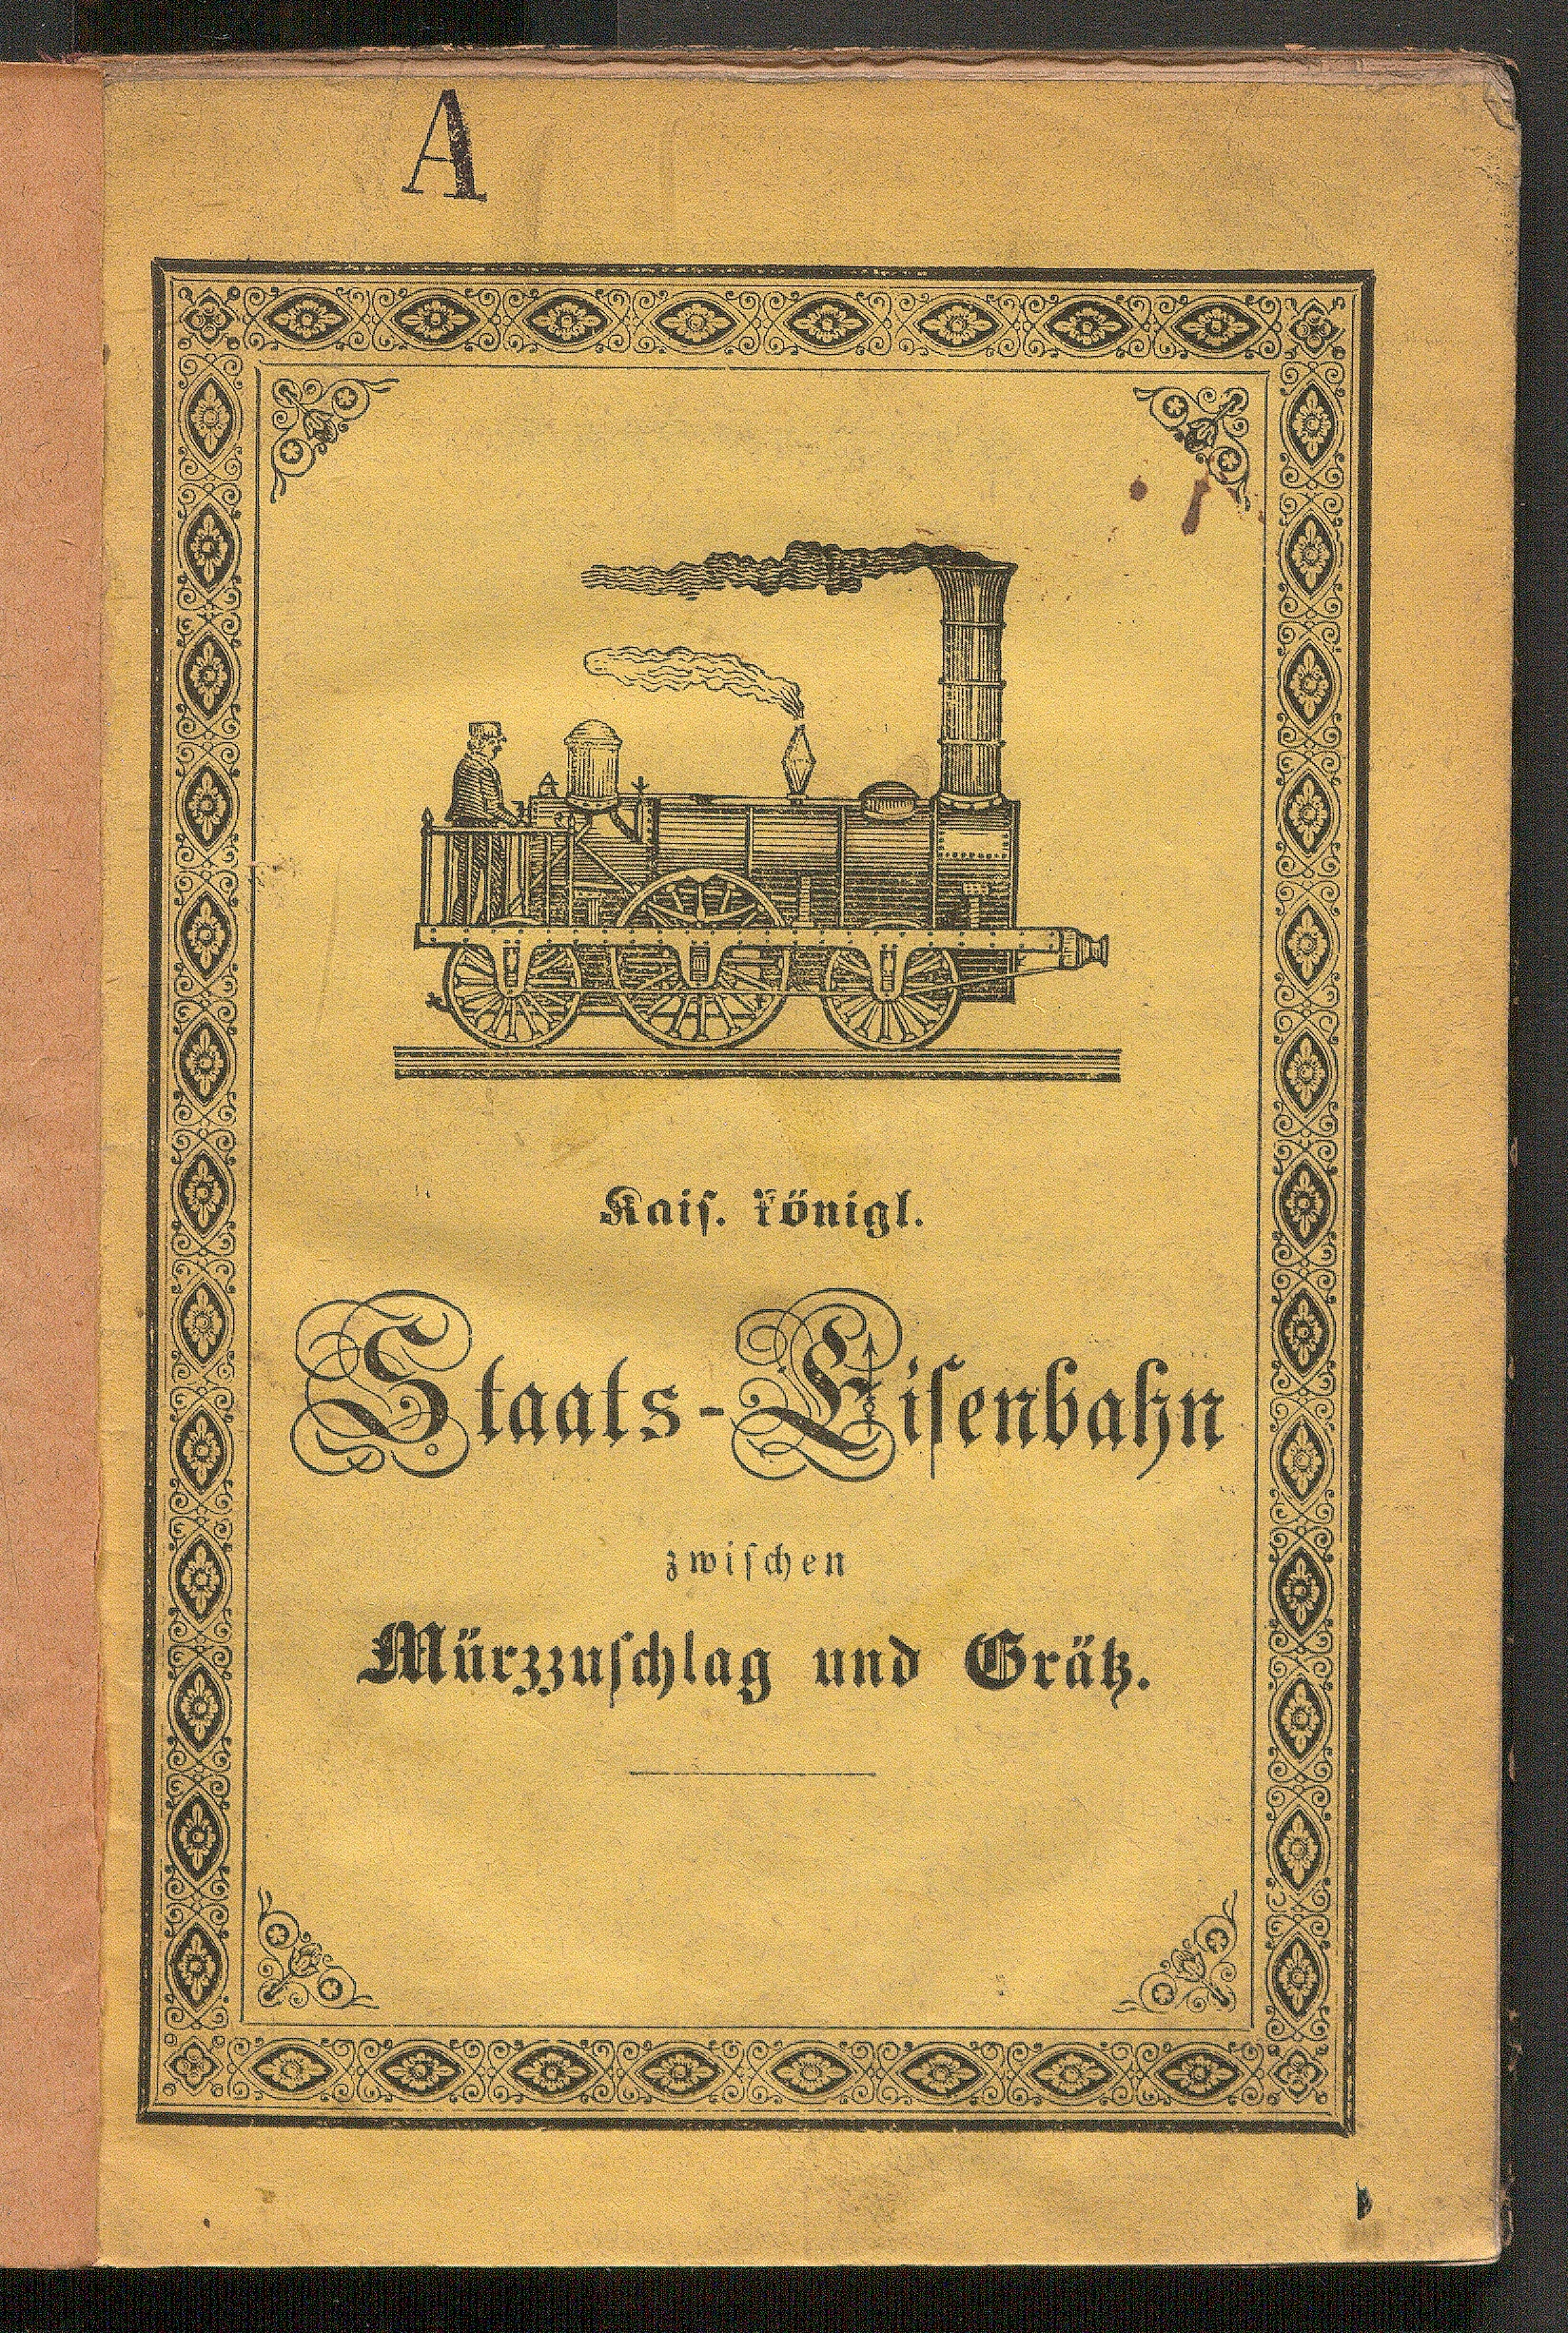 A
Kais. königl.
Staats-Eisenbahn
zwischen
Mürzzuschlag und Grätz.